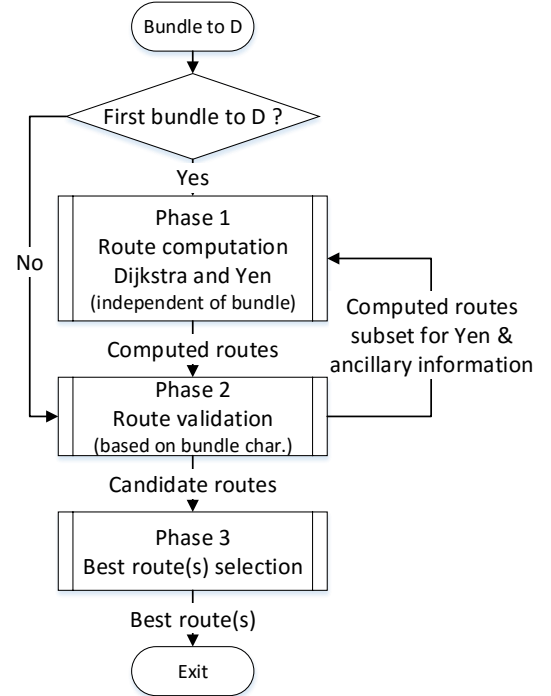 Bundle to D
First bundle to D ?
Yes
No
Phase 1
Route computation
Dijkstra and Yen
(independent of bundle)
Computed routes
subset for Yen &
ancillary information
Computed routes
Phase 2
Route validation
(based on bundle char.)
Candidate routes
Phase 3
Best route(s) selection
Best route(s)
Exit